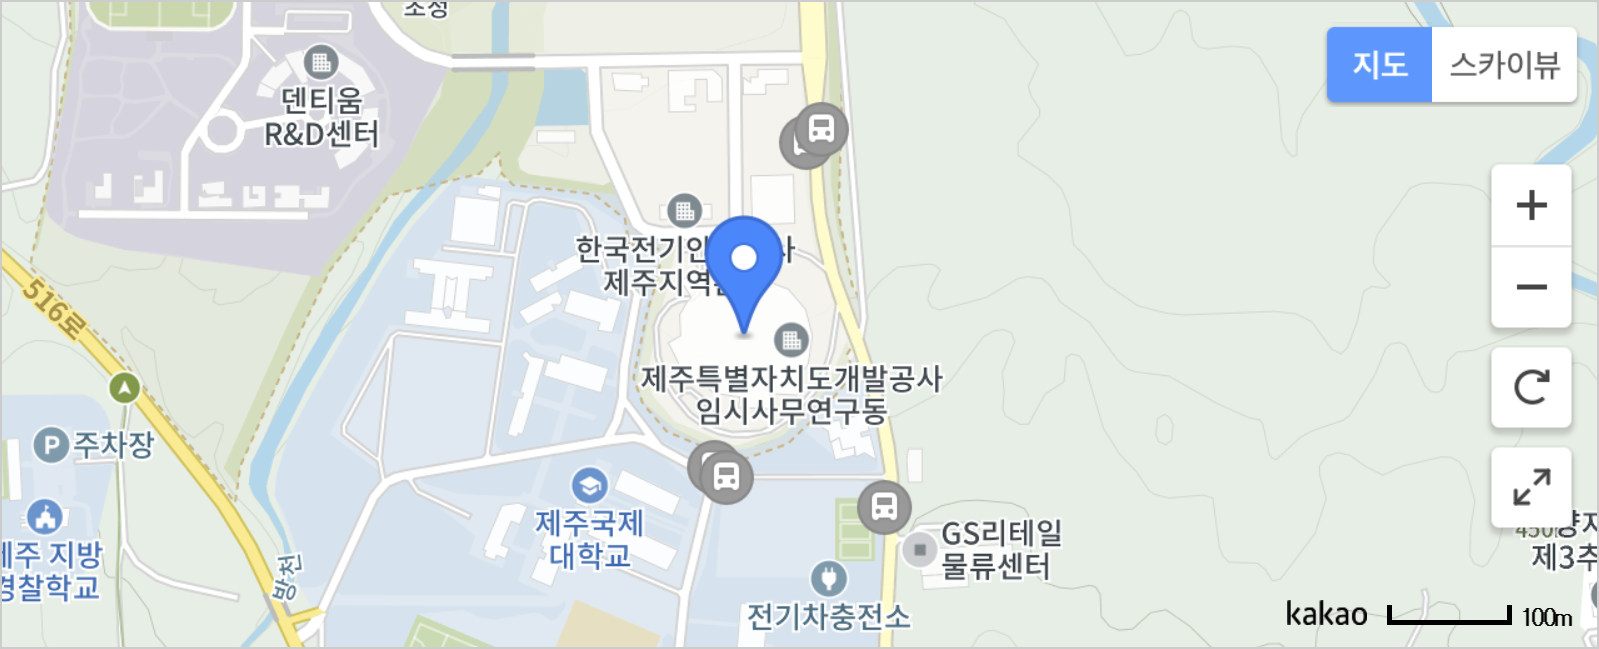 덴티움
R&D센터
지도
스카이뷰
516로
한국전기안
제주지역
제주특별자치도개발공사
임시사무연구동
P
주차장
제주 지방
경찰학교
제주국제
대학교
방천
GS리테일
물류센터
전기차충전소
제3추
kakao
100m